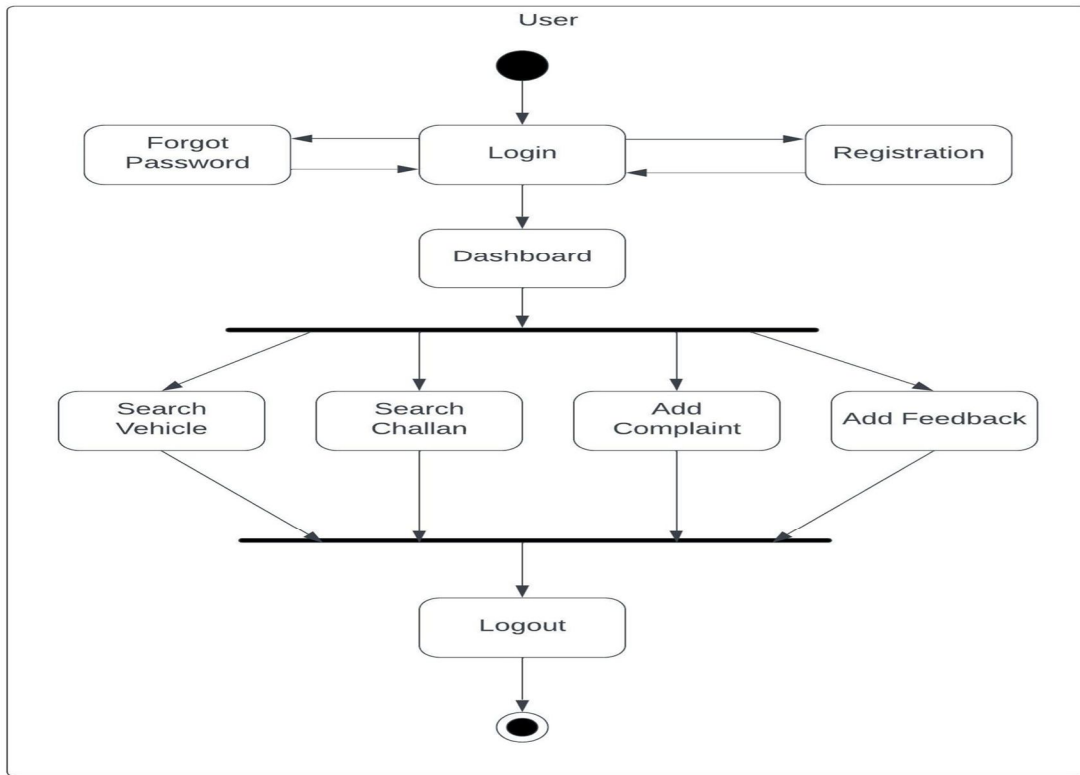 User
Forgot
Password
Login
Registration
Dashboard
Search
Vehicle
Search
Challan
Add
Complaint
Add Feedback
Logout